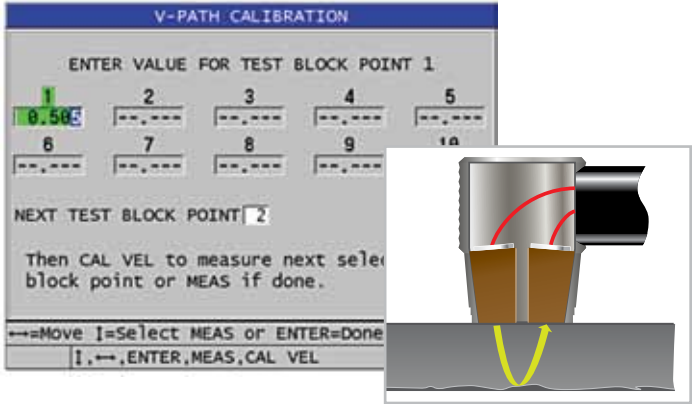 V-PATH CALIBRATION
ENTER VALUE FOR TEST BLOCK POINT 1
1 2 3 4 5
0.505 --.--- --.--- --.--- --.---
6 7 8 9 10
--.--- --.--- --.--- --.---
NEXT TEST BLOCK POINT 2
Then CAL VEL to measure next
block point or MEAS if done.
↔=Move I=Select MEAS or ENTER=Done
I,↔,ENTER,MEAS,CAL VEL